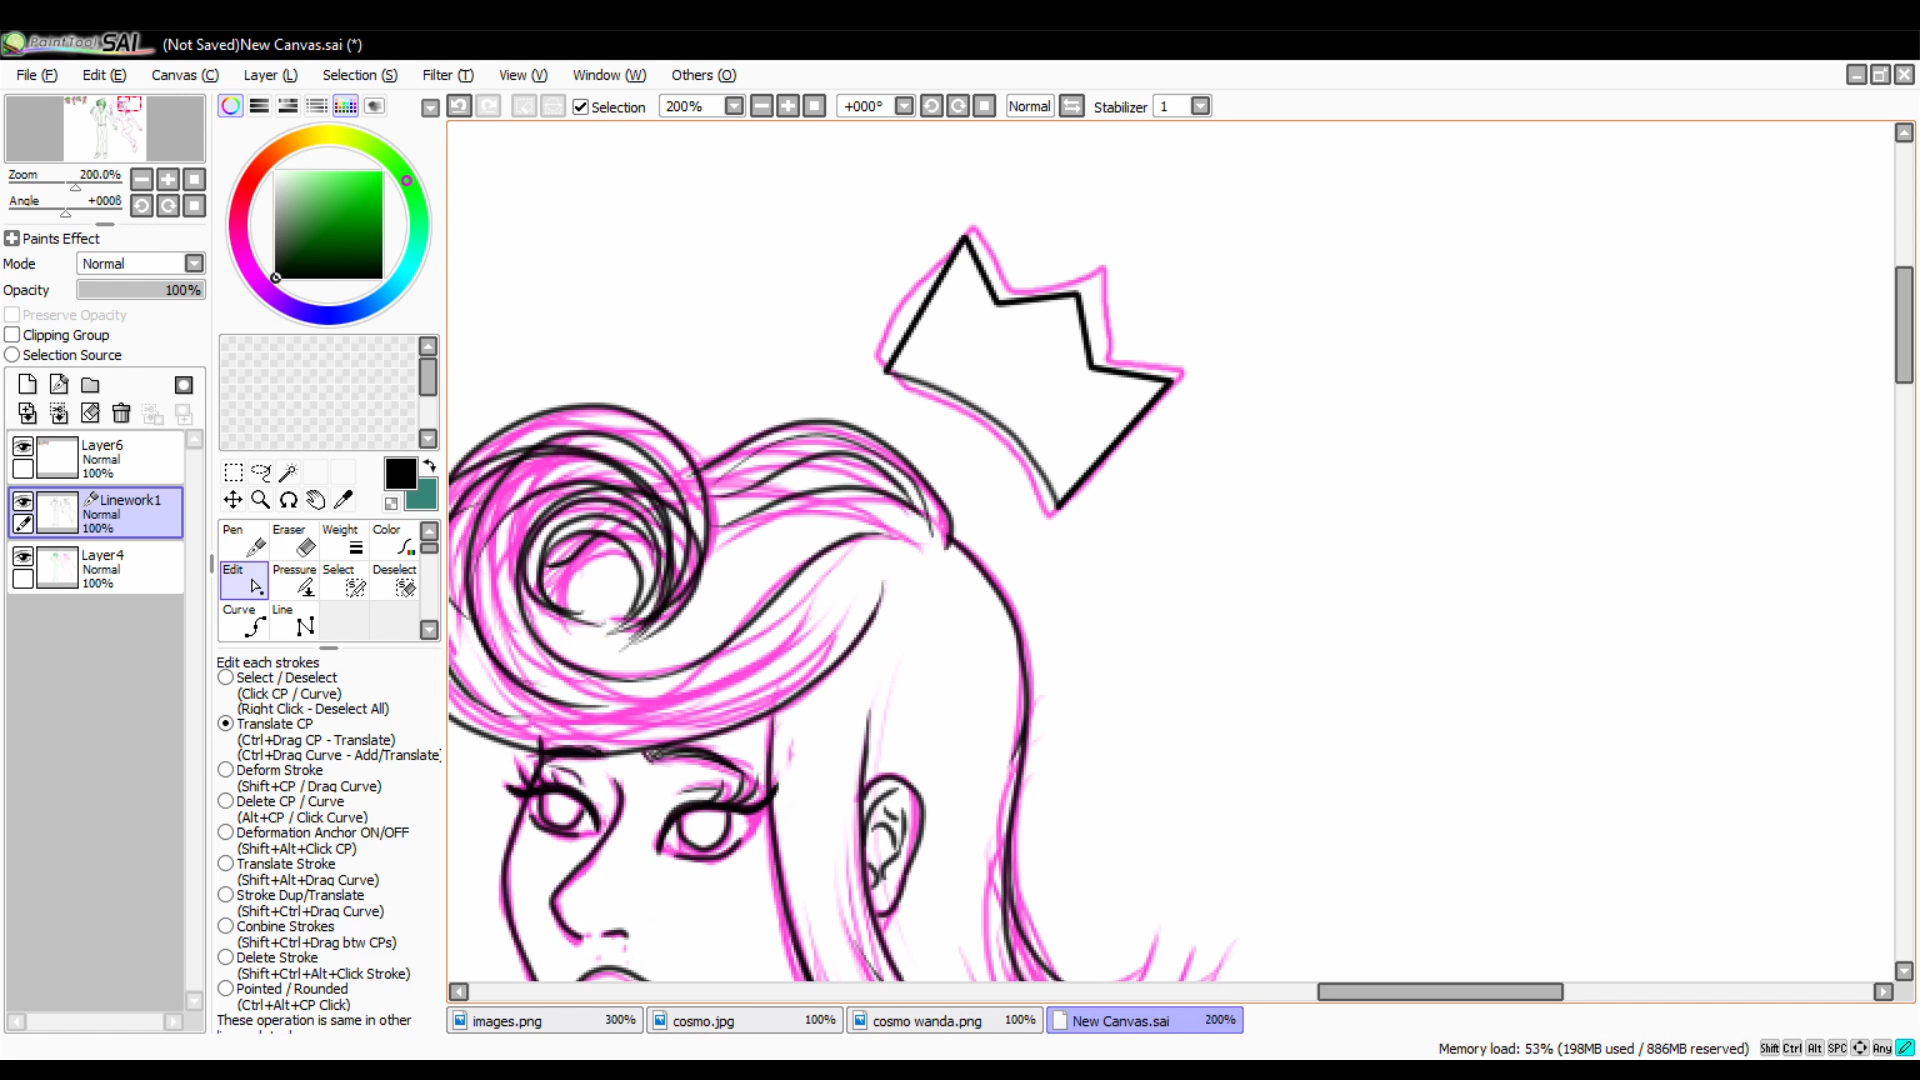 PaintTool SAI (Not Saved)New Canvas.sai (*)
File (F) Edit (E) Canvas (C) Layer (L) Selection (S) Filter (T) View (V) Window (W) Others (O)
Selection 200% +000° Normal Stabilizer 1
Zoom 200.0%
Angle +000ß
Paints Effect
Mode Normal
Opacity 100%
Preserve Opacity
Clipping Group
Selection Source
Layer6
Normal
100%
Linework1
Normal
100%
Layer4
Normal
100%
Pen Eraser Weight Color
Edit Pressure Select Deselect
Curve Line
Edit each strokes
Select / Deselect
(Click CP / Curve)
(Right Click - Deselect All)
Translate CP
(Ctrl+Drag CP - Translate)
(Ctrl+Drag Curve - Add/Translate)
Deform Stroke
(Shift+CP / Drag Curve)
Delete CP / Curve
(Alt+CP / Click Curve)
Deformation Anchor ON/OFF
(Shift+Alt+Click CP)
Translate Stroke
(Shift+Alt+Drag Curve)
Stroke Dup/Translate
(Shift+Ctrl+Drag Curve)
Conbine Strokes
(Shift+Ctrl+Drag btw CPs)
Delete Stroke
(Shift+Ctrl+Alt+Click Stroke)
Pointed / Rounded
(Ctrl+Alt+CP Click)
These operation is same in other
images.png 300% cosmo.jpg 100% cosmo wanda.png 100% New Canvas.sai 200%
Memory load: 53% (198MB used / 886MB reserved) Shift Ctrl Alt SPC Any